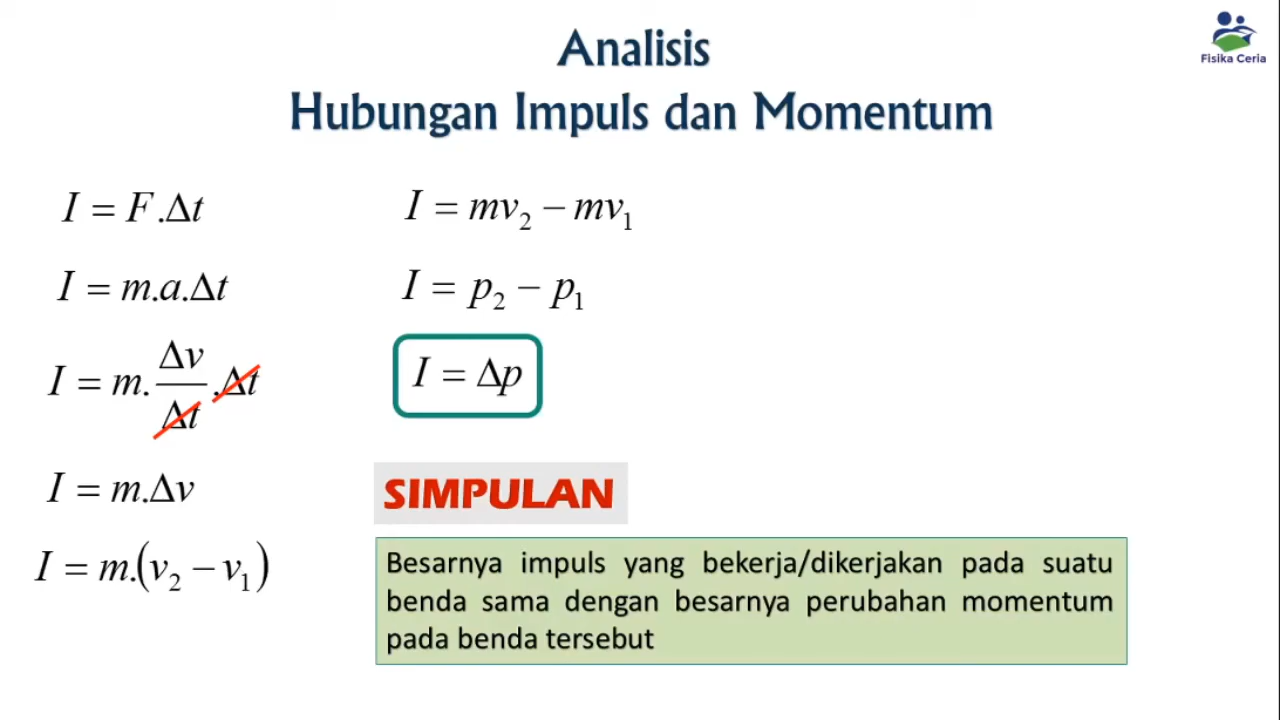 Analisis
Hubungan Impuls dan Momentum
Fisika Ceria
I = F.Δt
I = m.a.Δt
I = m.Δv/Δt.Δt
I = m.Δv
I = m.(v₂ − v₁)
I = mv₂ − mv₁
I = p₂ − p₁
I = Δp
SIMPULAN
Besarnya impuls yang bekerja/dikerjakan pada suatu
benda sama dengan besarnya perubahan momentum
pada benda tersebut